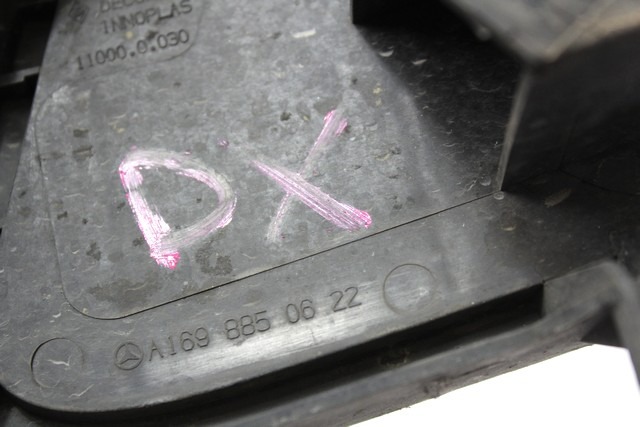 INNOPLAS
11000.0.030
DX
A169 885 06 22